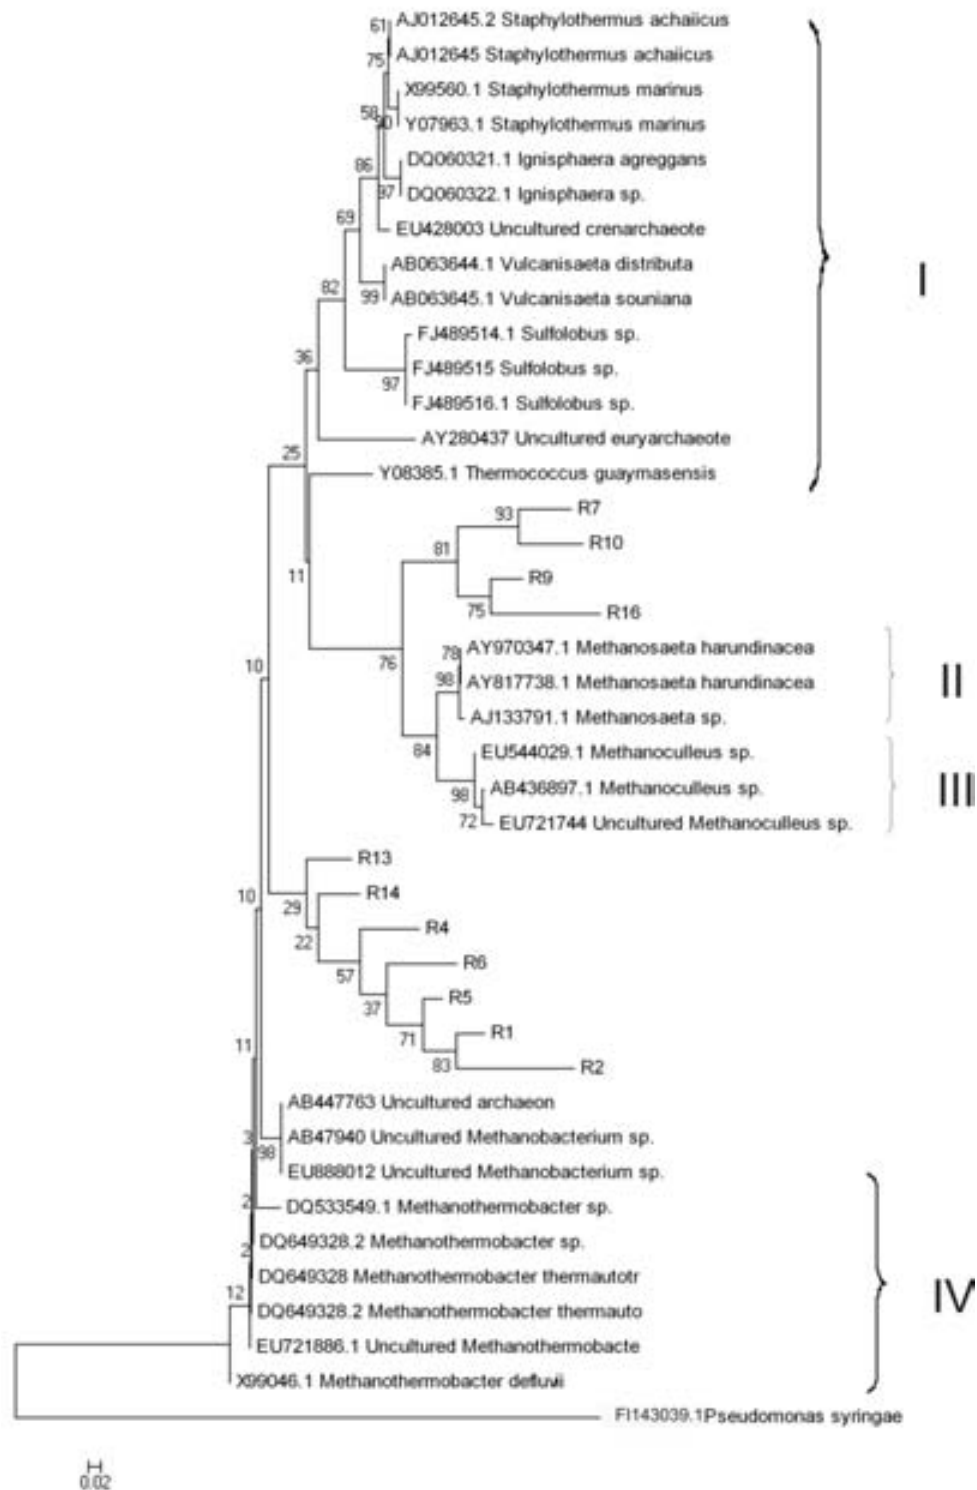 61
AJ012645.2 Staphylothermus achaiicus
75
AJ012645 Staphylothermus achaiicus
X99560.1 Staphylothermus marinus
58
90
Y07963.1 Staphylothermus marinus
86
DQ060321.1 Ignisphaera agreggans
97
DQ060322.1 Ignisphaera sp.
69
EU428003 Uncultured crenarchaeote
AB063644.1 Vulcanisaeta distributa
I
82
99
AB063645.1 Vulcanisaeta souniana
FJ489514.1 Sulfolobus sp.
36
FJ489515 Sulfolobus sp.
97
FJ489516.1 Sulfolobus sp.
AY280437 Uncultured euryarchaeote
25
Y08385.1 Thermococcus guaymasensis
93
R7
R10
81
11
R9
75
R16
78
AY970347.1 Methanosaeta harundinacea
10
76
98
AY817738.1 Methanosaeta harundinacea
II
AJ133791.1 Methanosaeta sp.
84
EU544029.1 Methanoculleus sp.
98
AB436897.1 Methanoculleus sp.
III
72
EU721744 Uncultured Methanoculleus sp.
R13
10
29
R14
22
R4
57
R6
37
R5
71
R1
11
83
R2
AB447763 Uncultured archaeon
3
AB47940 Uncultured Methanobacterium sp.
98
EU888012 Uncultured Methanobacterium sp.
2
DQ533549.1 Methanothermobacter sp.
2
DQ649328.2 Methanothermobacter sp.
DQ649328 Methanothermobacter thermautotr
12
IV
DQ649328.2 Methanothermobacter thermauto
EU721886.1 Uncultured Methanothermobacte
X99046.1 Methanothermobacter defluvii
FI143039.1Pseudomonas syringae
0.02